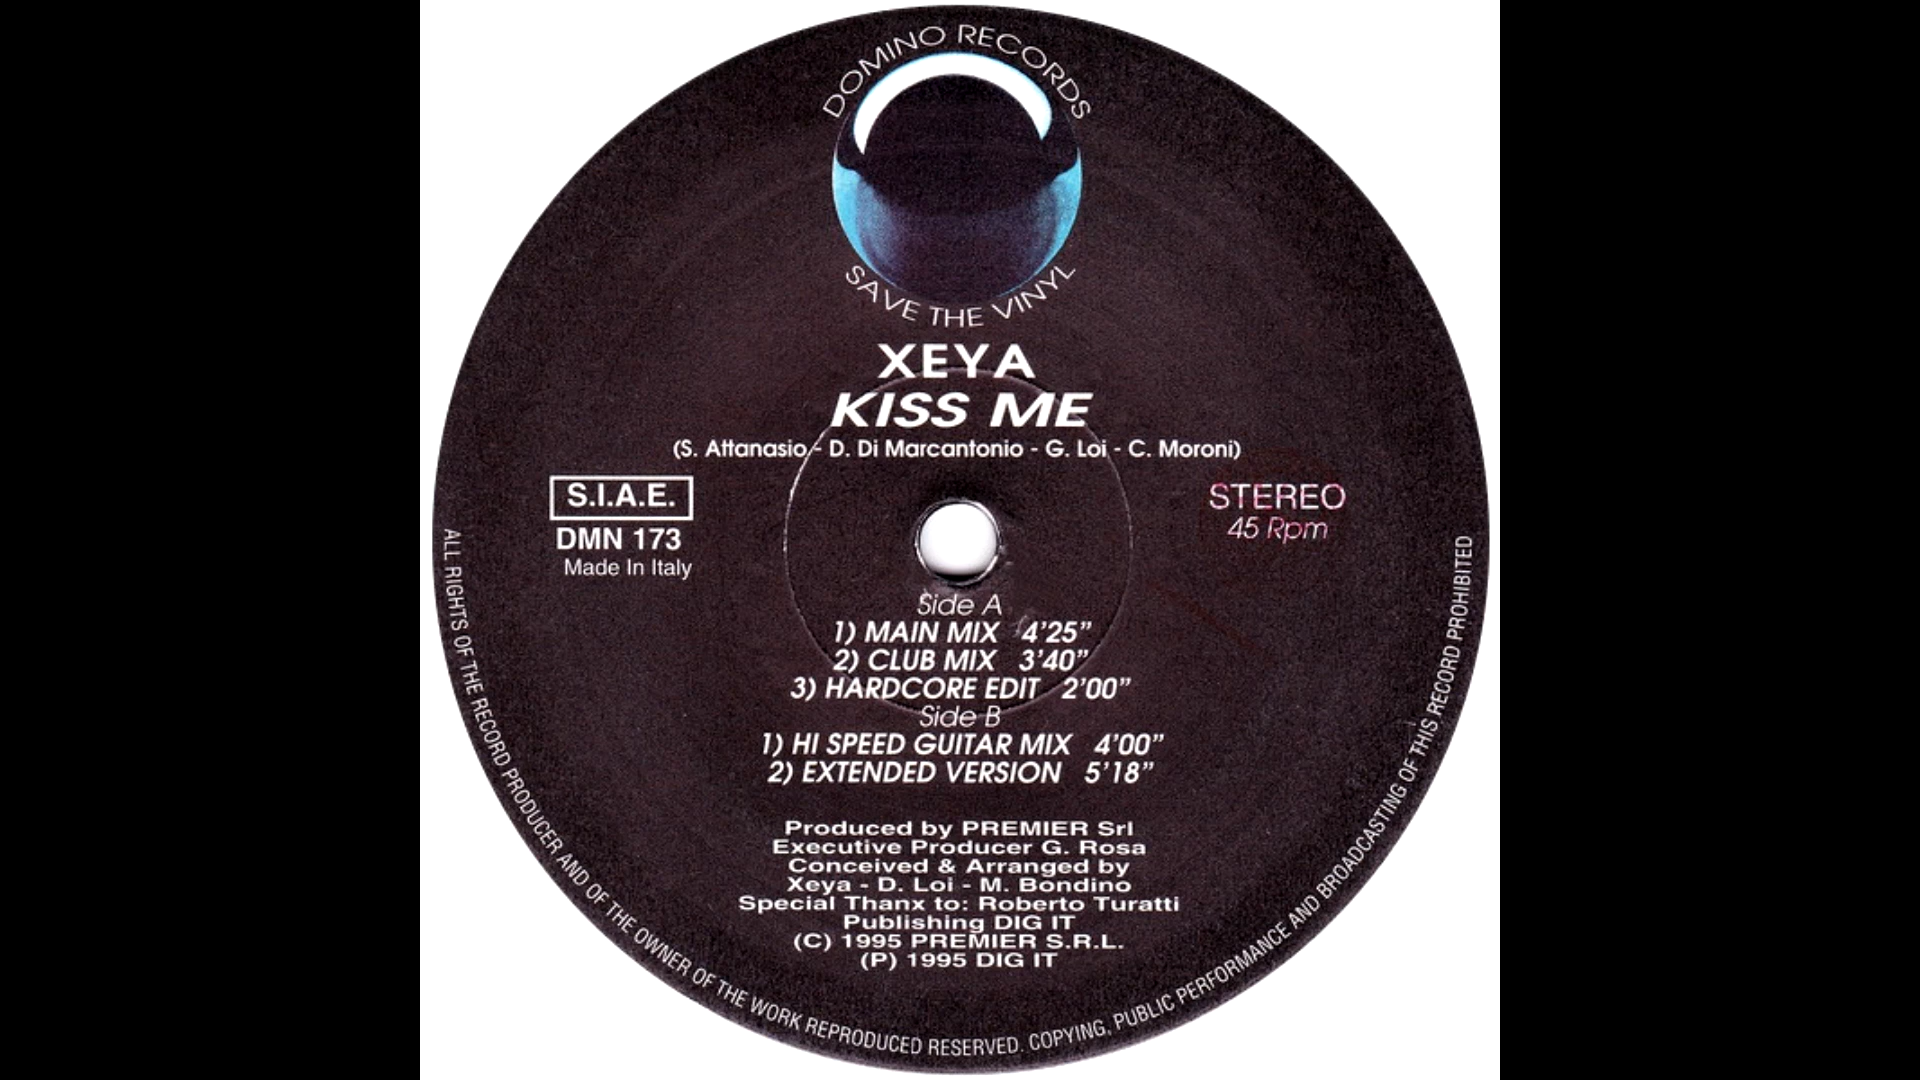 DOMINO RECORDS
SAVE THE VINYL
XEYA
KISS ME
(S. Attanasio - D. Di Marcantonio - G. Loi - C. Moroni)
S.I.A.E.
DMN 173
Made In Italy
STEREO
45 Rpm
Side A
1) MAIN MIX 4'25"
2) CLUB MIX 3'40"
3) HARDCORE EDIT 2'00"
Side B
1) HI SPEED GUITAR MIX 4'00"
2) EXTENDED VERSION 5'18"
Produced by PREMIER Srl
Executive Producer G. Rosa
Conceived & Arranged by
Xeya - D. Loi - M. Bondino
Special Thanx to: Roberto Turatti
Publishing DIG IT
(C) 1995 PREMIER S.R.L.
(P) 1995 DIG IT
ALL RIGHTS OF THE RECORD PRODUCER AND OF THE OWNER OF THE WORK REPRODUCED RESERVED. COPYING, PUBLIC PERFORMANCE AND BROADCASTING OF THIS RECORD PROHIBITED